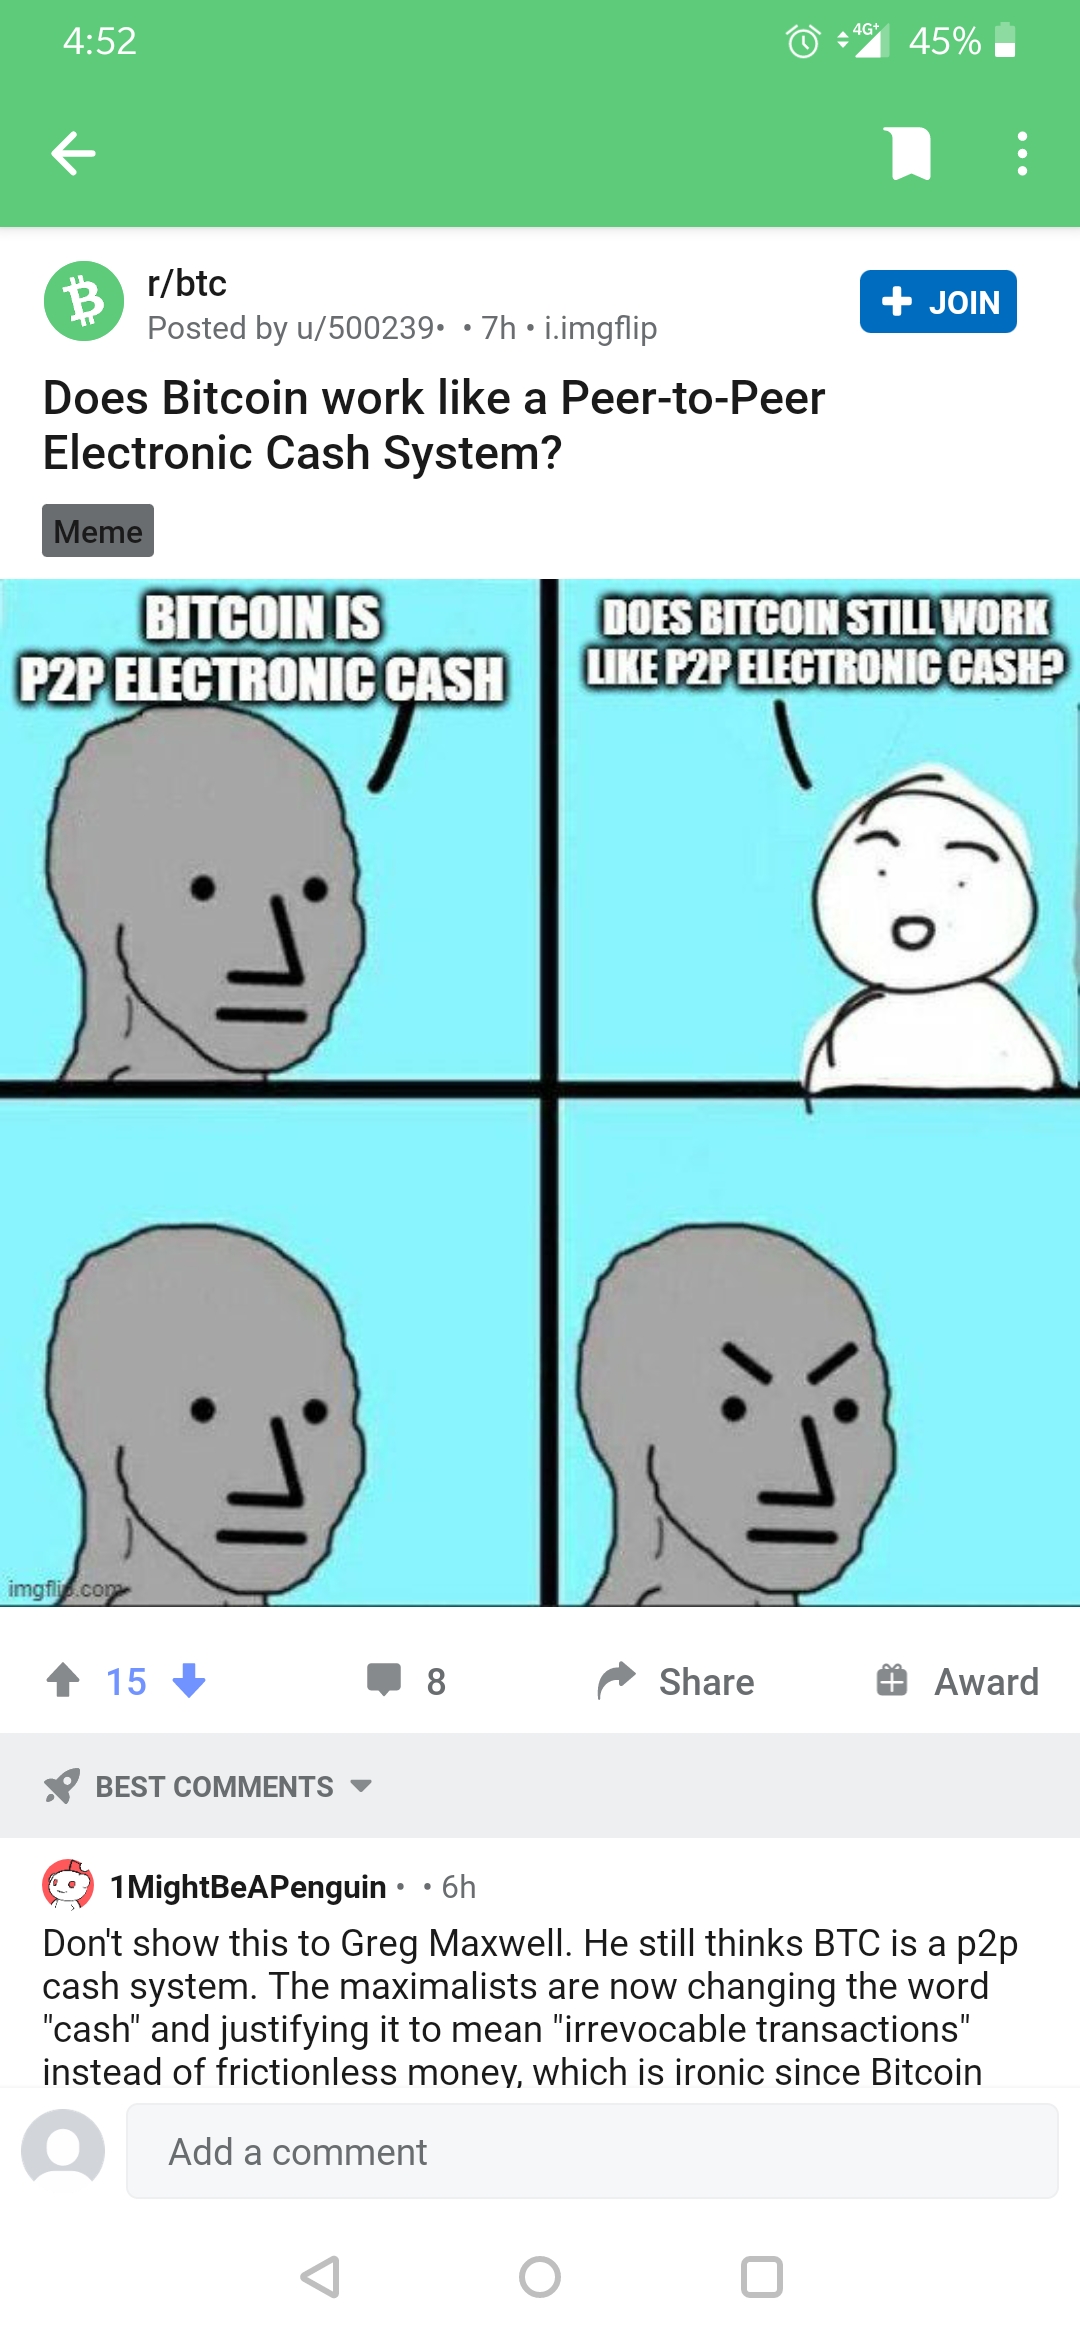 4:52
4G+ 45%
r/btc
Posted by u/500239• • 7h • i.imgflip
JOIN
Does Bitcoin work like a Peer-to-Peer
Electronic Cash System?
Meme
BITCOIN IS
P2P ELECTRONIC CASH
DOES BITCOIN STILL WORK
LIKE P2P ELECTRONIC CASH?
imgflip.com
15
8
Share
Award
BEST COMMENTS
1MightBeAPenguin • • 6h
Don't show this to Greg Maxwell. He still thinks BTC is a p2p
cash system. The maximalists are now changing the word
"cash" and justifying it to mean "irrevocable transactions"
instead of frictionless money, which is ironic since Bitcoin
Add a comment